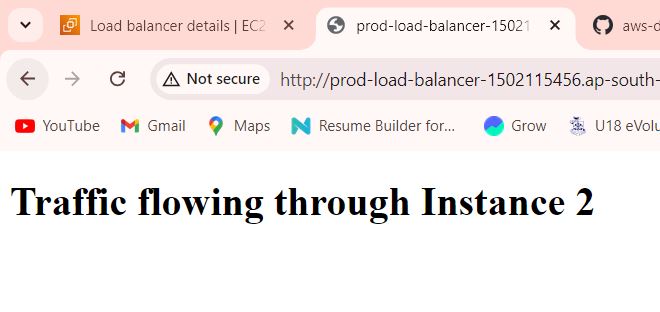 Load balancer details | EC2
prod-load-balancer-15021
aws-d
Not secure
http://prod-load-balancer-1502115456.ap-south-
YouTube
Gmail
Maps
Resume Builder for...
Grow
U18 eVolu
Traffic flowing through Instance 2